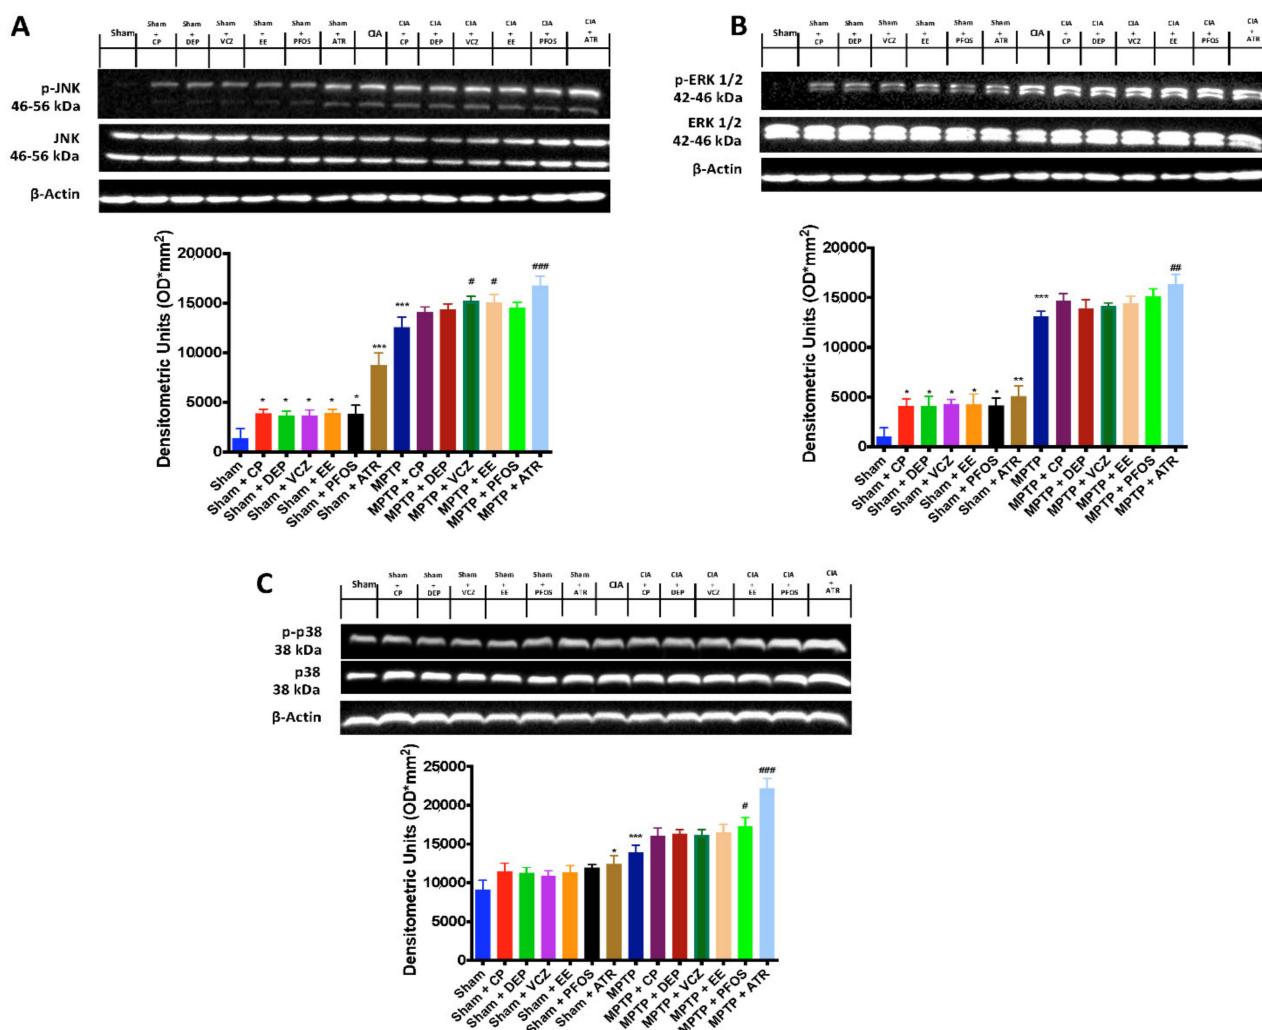 A
Sham
Sham + CP
Sham + DEP
Sham + VCZ
Sham + EE
Sham + PFOS
Sham + ATR
CIA
CIA + CP
CIA + DEP
CIA + VCZ
CIA + EE
CIA + PFOS
CIA + ATR
p-JNK
46-56 kDa
JNK
46-56 kDa
β-Actin
Densitometric Units (OD*mm²)
20000
15000
10000
5000
0
* * * * * *** *** # # ###
Sham
Sham + CP
Sham + DEP
Sham + VCZ
Sham + EE
Sham + PFOS
Sham + ATR
MPTP
MPTP + CP
MPTP + DEP
MPTP + VCZ
MPTP + EE
MPTP + PFOS
MPTP + ATR
B
Sham
Sham + CP
Sham + DEP
Sham + VCZ
Sham + EE
Sham + PFOS
Sham + ATR
CIA
CIA + CP
CIA + DEP
CIA + VCZ
CIA + EE
CIA + PFOS
CIA + ATR
p-ERK 1/2
42-46 kDa
ERK 1/2
42-46 kDa
β-Actin
Densitometric Units (OD*mm²)
20000
15000
10000
5000
0
* * * * * ** *** ##
Sham
Sham + CP
Sham + DEP
Sham + VCZ
Sham + EE
Sham + PFOS
Sham + ATR
MPTP
MPTP + CP
MPTP + DEP
MPTP + VCZ
MPTP + EE
MPTP + PFOS
MPTP + ATR
C
Sham
Sham + CP
Sham + DEP
Sham + VCZ
Sham + EE
Sham + PFOS
Sham + ATR
CIA
CIA + CP
CIA + DEP
CIA + VCZ
CIA + EE
CIA + PFOS
CIA + ATR
p-p38
38 kDa
p38
38 kDa
β-Actin
Densitometric Units (OD*mm²)
25000
20000
15000
10000
5000
0
* *** # ###
Sham
Sham + CP
Sham + DEP
Sham + VCZ
Sham + EE
Sham + PFOS
Sham + ATR
MPTP
MPTP + CP
MPTP + DEP
MPTP + VCZ
MPTP + EE
MPTP + PFOS
MPTP + ATR